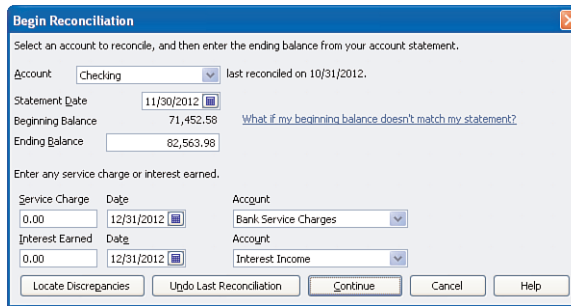 Begin Reconciliation
Select an account to reconcile, and then enter the ending balance from your account statement.
Account Checking last reconciled on 10/31/2012.
Statement Date 11/30/2012
Beginning Balance 71,452.58 What if my beginning balance doesn't match my statement?
Ending Balance 82,563.98
Enter any service charge or interest earned.
Service Charge Date Account
0.00 12/31/2012 Bank Service Charges
Interest Earned Date Account
0.00 12/31/2012 Interest Income
Locate Discrepancies Undo Last Reconciliation Continue Cancel Help